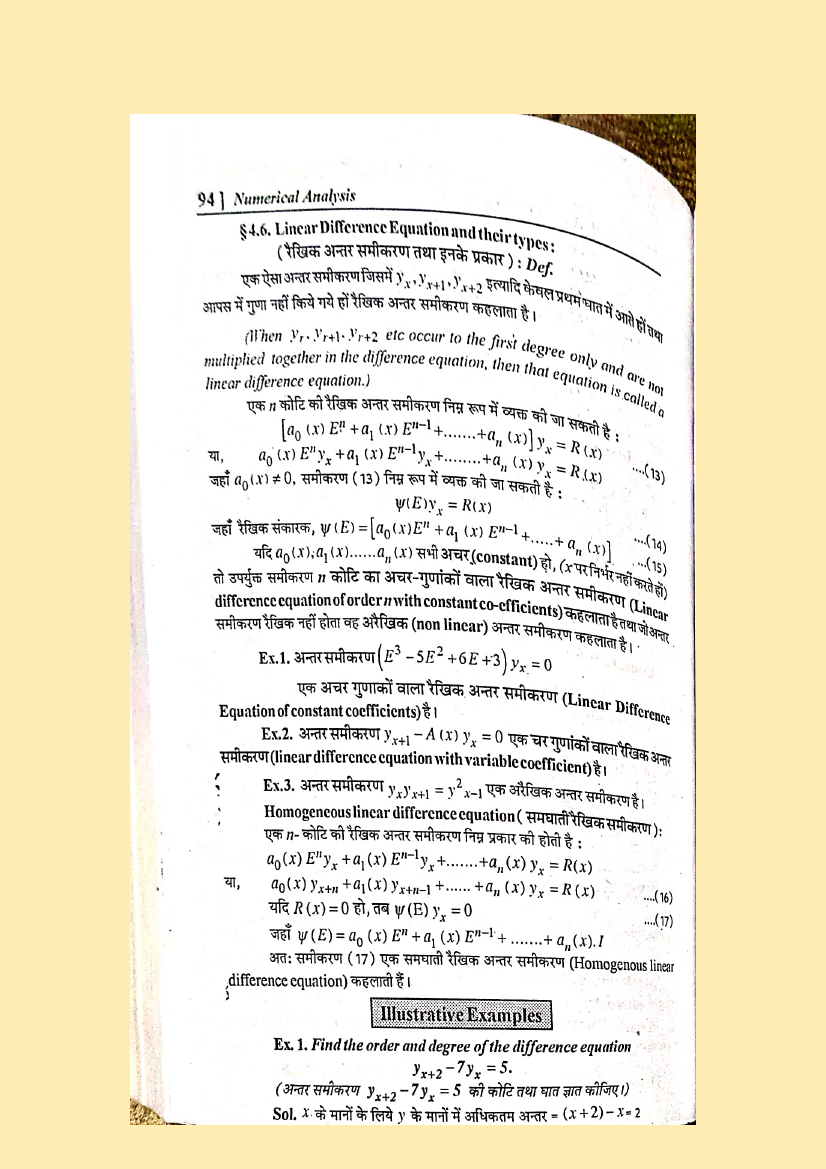 94] Numerical Analysis
§4.6. Linear Difference Equation and their types:
(रैखिक अन्तर समीकरण तथा इनके प्रकार) : Def.
एक ऐसा अन्तर समीकरण जिसमें y_x, y_{x+1}, y_{x+2} इत्यादि केवल प्रथम घात में आते हों तथा
आपस में गुणा नहीं किये गये हों रैखिक अन्तर समीकरण कहलाता है।
(When y_r, y_{r+1}, y_{r+2} etc occur to the first degree only and are not
multiplied together in the difference equation, then that equation is called a
linear difference equation.)
एक n कोटि की रैखिक अन्तर समीकरण निम्न रूप में व्यक्त की जा सकती है :
[a_0 (x) E^n + a_1 (x) E^{n-1} +.......+a_n (x)] y_x = R(x)
या, a_0 (x) E^n y_x + a_1 (x) E^{n-1} y_x +........+a_n (x) y_x = R(x) ....(13)
जहाँ a_0(x) ≠ 0, समीकरण (13) निम्न रूप में व्यक्त की जा सकती है :
ψ(E)y_x = R(x) ....(14)
जहाँ रैखिक संकारक, ψ(E) = [a_0(x)E^n + a_1 (x) E^{n-1} +.....+ a_n (x)] ....(15)
यदि a_0(x), a_1(x)......a_n (x) सभी अचर (constant) हो, (x पर निर्भर नहीं करते हों)
तो उपर्युक्त समीकरण n कोटि का अचर-गुणांकों वाला रैखिक अन्तर समीकरण (Linear
difference equation of order n with constant co-efficients) कहलाता है तथा जो अन्तर
समीकरण रैखिक नहीं होता वह अरैखिक (non linear) अन्तर समीकरण कहलाता है।
Ex.1. अन्तर समीकरण (E^3 – 5E^2 + 6E + 3) y_x = 0
एक अचर गुणाकों वाला रैखिक अन्तर समीकरण (Linear Difference
Equation of constant coefficients) है।
Ex.2. अन्तर समीकरण y_{x+1} – A (x) y_x = 0 एक चर गुणांकों वाला रैखिक अन्तर
समीकरण (linear difference equation with variable coefficient) है।
Ex.3. अन्तर समीकरण y_x y_{x+1} = y^2_{x-1} एक अरैखिक अन्तर समीकरण है।
Homogeneous linear difference equation ( समघाती रैखिक समीकरण ) :
एक n- कोटि की रैखिक अन्तर समीकरण निम्न प्रकार की होती है :
a_0(x) E^n y_x + a_1(x) E^{n-1} y_x +.......+a_n (x) y_x = R(x)
या, a_0(x) y_{x+n} + a_1(x) y_{x+n-1} +...... +a_n (x) y_x = R (x) ....(16)
यदि R (x) = 0 हो, तब ψ (E) y_x = 0 ....(17)
जहाँ ψ (E) = a_0 (x) E^n + a_1 (x) E^{n-1} + .......+ a_n(x). I
अतः समीकरण (17) एक समघाती रैखिक अन्तर समीकरण (Homogenous linear
difference equation) कहलाती हैं।
Illustrative Examples
Ex. 1. Find the order and degree of the difference equation
y_{x+2} – 7y_x = 5.
(अन्तर समीकरण y_{x+2} – 7y_x = 5 की कोटि तथा घात ज्ञात कीजिए।)
Sol. x के मानों के लिये y के मानों में अधिकतम अन्तर = (x+2) – x = 2